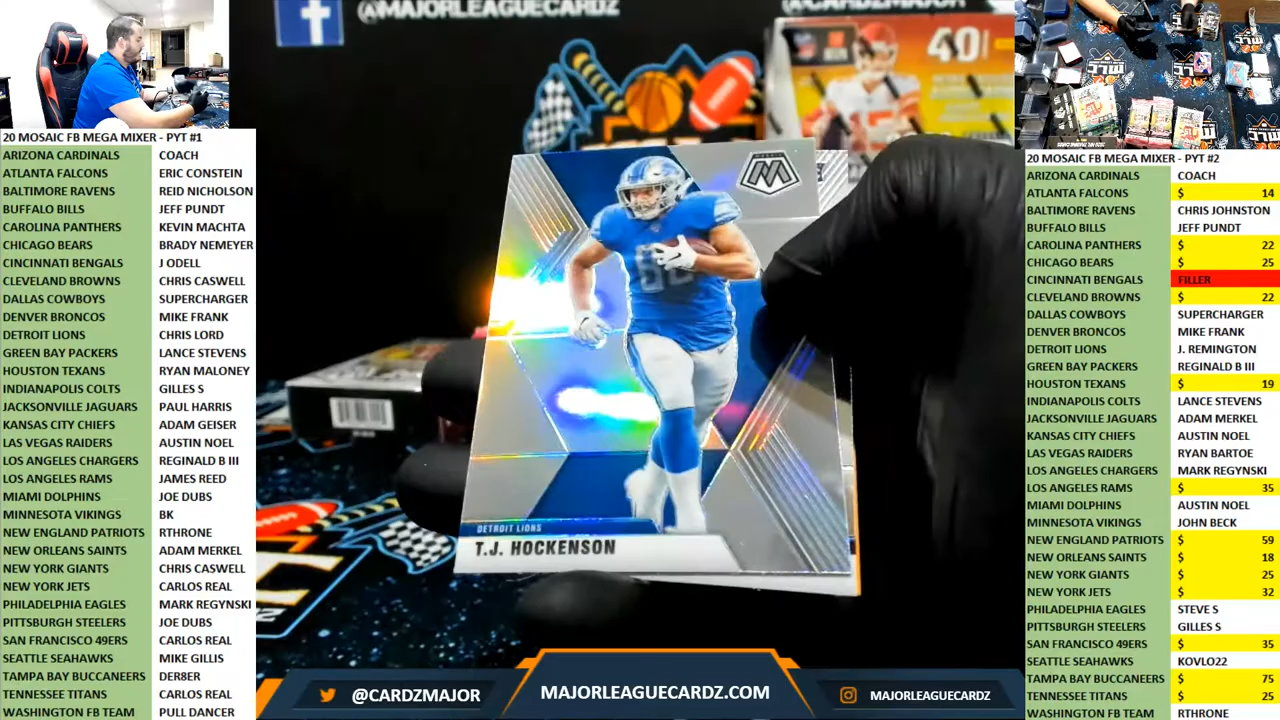 @MAJORLEAGUECARDZ
@CARDZMAJOR
40
20 MOSAIC FB MEGA MIXER - PYT #1
ARIZONA CARDINALS COACH
ATLANTA FALCONS ERIC CONSTEIN
BALTIMORE RAVENS REID NICHOLSON
BUFFALO BILLS JEFF PUNDT
CAROLINA PANTHERS KEVIN MACHTA
CHICAGO BEARS BRADY NEMEYER
CINCINNATI BENGALS J ODELL
CLEVELAND BROWNS CHRIS CASWELL
DALLAS COWBOYS SUPERCHARGER
DENVER BRONCOS MIKE FRANK
DETROIT LIONS CHRIS LORD
GREEN BAY PACKERS LANCE STEVENS
HOUSTON TEXANS RYAN MALONEY
INDIANAPOLIS COLTS GILLES S
JACKSONVILLE JAGUARS PAUL HARRIS
KANSAS CITY CHIEFS ADAM GEISER
LAS VEGAS RAIDERS AUSTIN NOEL
LOS ANGELES CHARGERS REGINALD B III
LOS ANGELES RAMS JAMES REED
MIAMI DOLPHINS JOE DUBS
MINNESOTA VIKINGS BK
NEW ENGLAND PATRIOTS RTHRONE
NEW ORLEANS SAINTS ADAM MERKEL
NEW YORK GIANTS CHRIS CASWELL
NEW YORK JETS CARLOS REAL
PHILADELPHIA EAGLES MARK REGYNSKI
PITTSBURGH STEELERS JOE DUBS
SAN FRANCISCO 49ERS CARLOS REAL
SEATTLE SEAHAWKS MIKE GILLIS
TAMPA BAY BUCCANEERS DER8ER
TENNESSEE TITANS CARLOS REAL
WASHINGTON FB TEAM PULL DANCER
DETROIT LIONS
T.J. HOCKENSON
@CARDZMAJOR
MAJORLEAGUECARDZ.COM
MAJORLEAGUECARDZ
20 MOSAIC FB MEGA MIXER - PYT #2
ARIZONA CARDINALS COACH
ATLANTA FALCONS $ 14
BALTIMORE RAVENS CHRIS JOHNSTON
BUFFALO BILLS JEFF PUNDT
CAROLINA PANTHERS $ 22
CHICAGO BEARS $ 25
CINCINNATI BENGALS FILLER
CLEVELAND BROWNS $ 22
DALLAS COWBOYS SUPERCHARGER
DENVER BRONCOS MIKE FRANK
DETROIT LIONS J. REMINGTON
GREEN BAY PACKERS REGINALD B III
HOUSTON TEXANS $ 19
INDIANAPOLIS COLTS LANCE STEVENS
JACKSONVILLE JAGUARS ADAM MERKEL
KANSAS CITY CHIEFS AUSTIN NOEL
LAS VEGAS RAIDERS RYAN BARTOE
LOS ANGELES CHARGERS MARK REGYNSKI
LOS ANGELES RAMS $ 35
MIAMI DOLPHINS AUSTIN NOEL
MINNESOTA VIKINGS JOHN BECK
NEW ENGLAND PATRIOTS $ 59
NEW ORLEANS SAINTS $ 18
NEW YORK GIANTS $ 25
NEW YORK JETS $ 32
PHILADELPHIA EAGLES STEVE S
PITTSBURGH STEELERS GILLES S
SAN FRANCISCO 49ERS $ 35
SEATTLE SEAHAWKS KOVLO22
TAMPA BAY BUCCANEERS $ 75
TENNESSEE TITANS $ 25
WASHINGTON FB TEAM RTHRONE